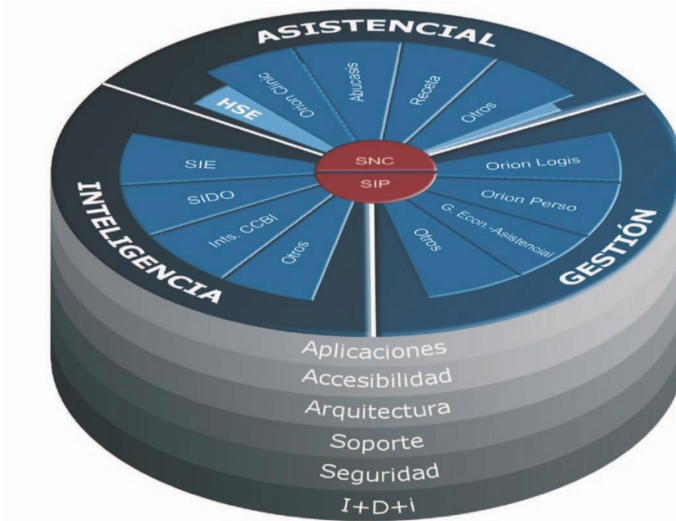 ASISTENCIAL
HSE
Orion Clinic
Abucasis
Receta
Otros
SNC
SIP
INTELIGENCIA
SIE
SIDO
Ints. CCBI
Otros
GESTIÓN
Orion Logis
Orion Perso
G. Econ.-Asistencial
Otros
Aplicaciones
Accesibilidad
Arquitectura
Soporte
Seguridad
I+D+i